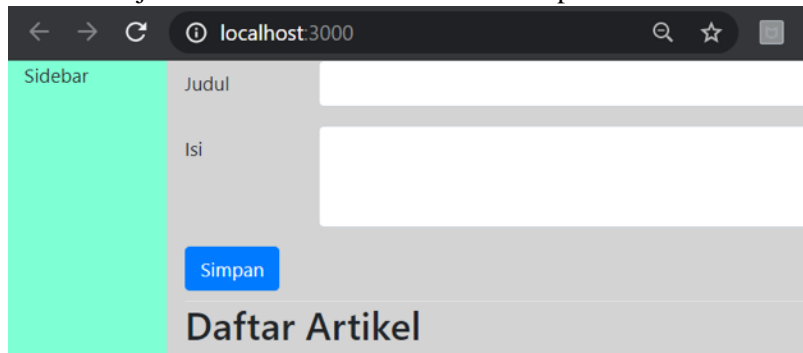 localhost:3000
Sidebar
Judul
Isi
Simpan
Daftar Artikel